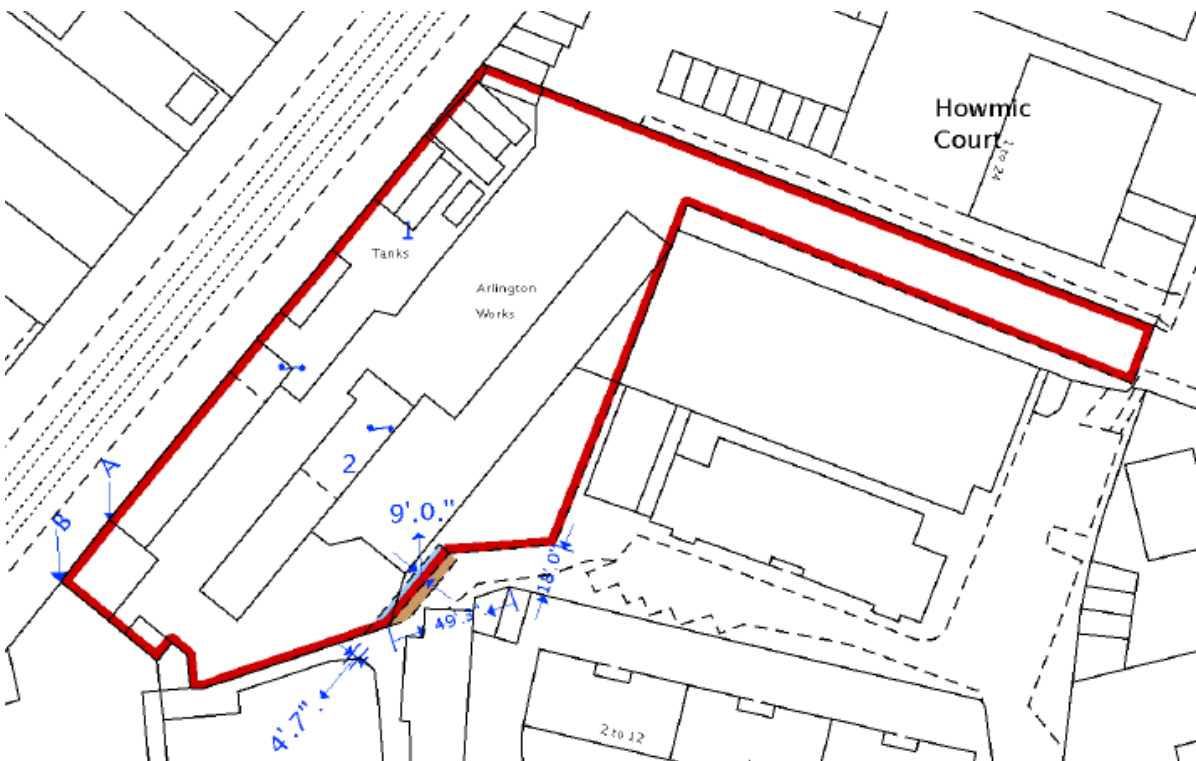 Howmic
Court
1 to 24
1
Tanks
Arlington
Works
2
A
B
9'.0."
18'.0"
49'.3"
4'.7".
2 to 12